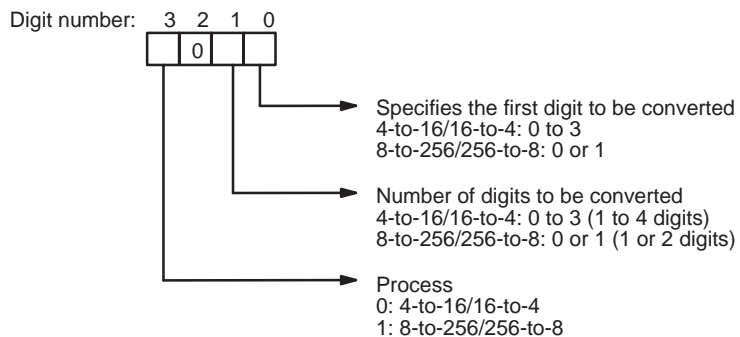 Digit number: 3 2 1 0
0
Specifies the first digit to be converted
4-to-16/16-to-4: 0 to 3
8-to-256/256-to-8: 0 or 1
Number of digits to be converted
4-to-16/16-to-4: 0 to 3 (1 to 4 digits)
8-to-256/256-to-8: 0 or 1 (1 or 2 digits)
Process
0: 4-to-16/16-to-4
1: 8-to-256/256-to-8